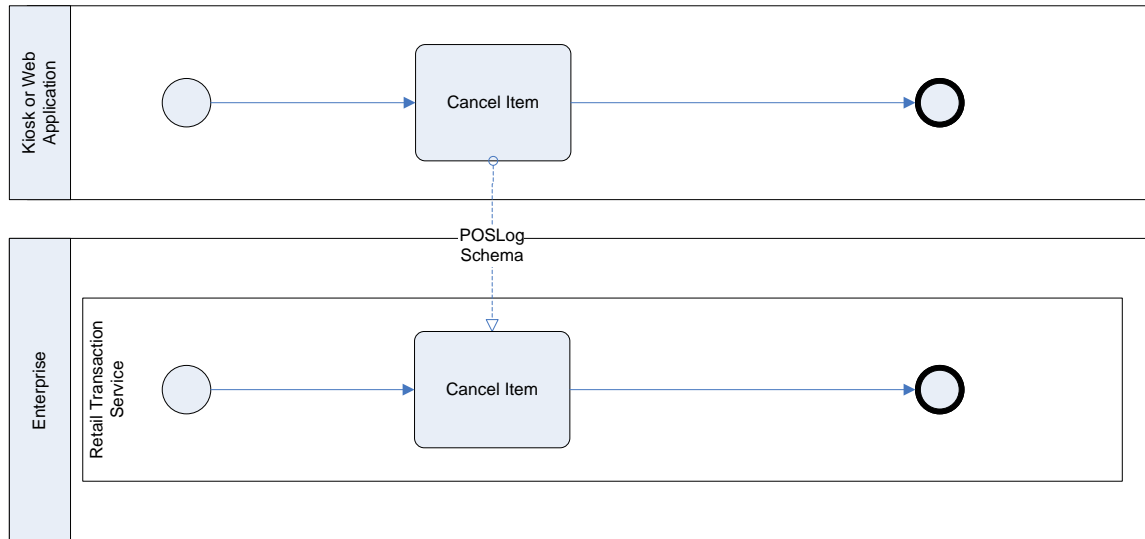 Kiosk or Web
Application
Cancel Item
POSLog
Schema
Enterprise
Retail Transaction
Service
Cancel Item